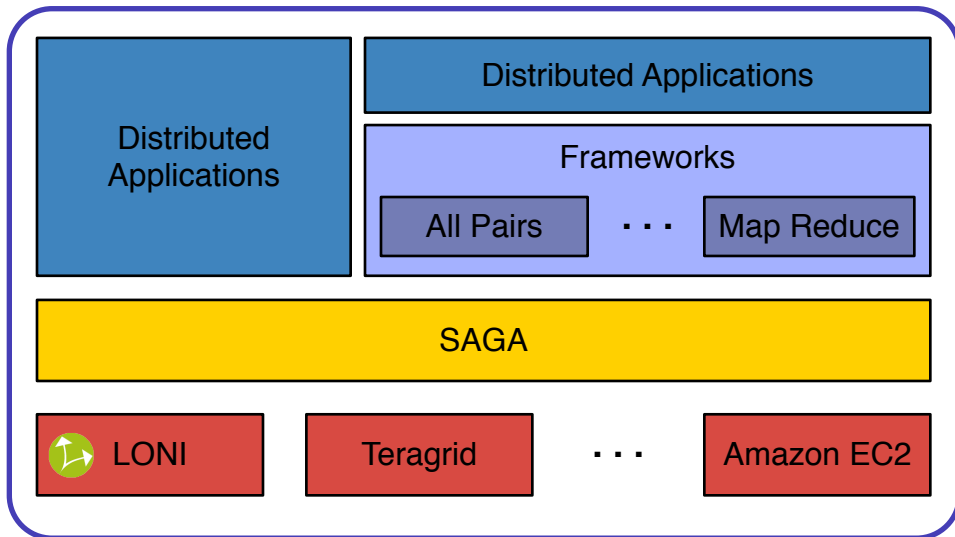 Distributed
Applications
Distributed Applications
Frameworks
All Pairs
. . .
Map Reduce
SAGA
LONI
Teragrid
. . .
Amazon EC2